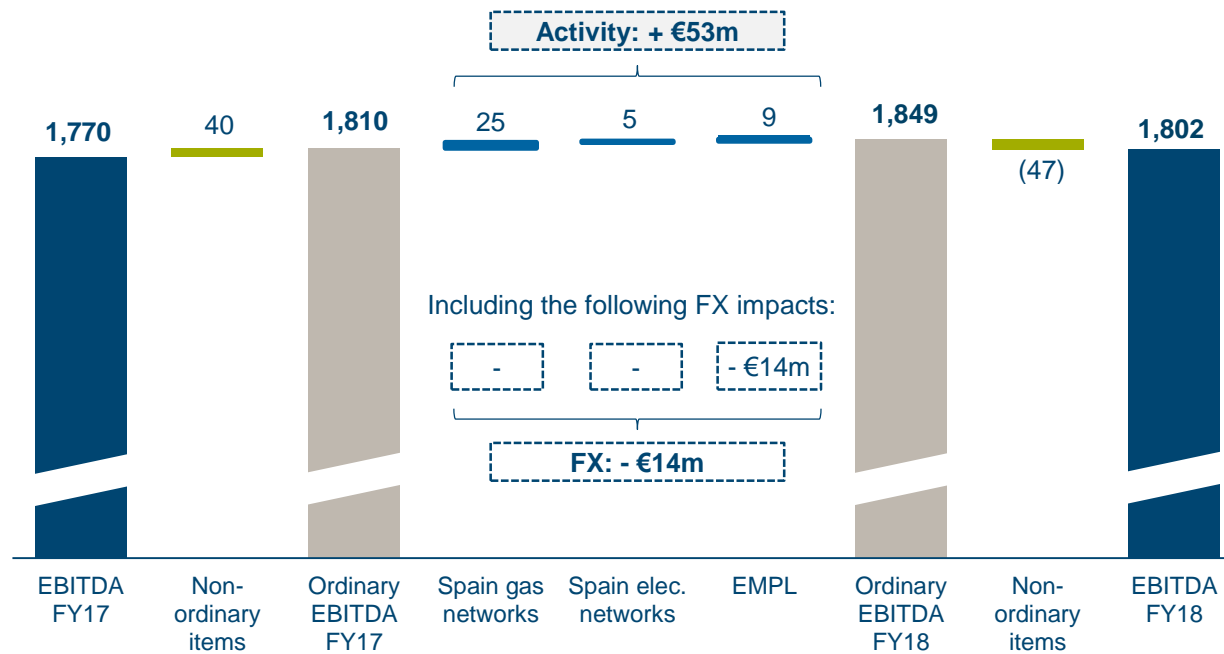 Activity: + €53m
1,770
40
1,810
25
5
9
1,849
(47)
1,802
Including the following FX impacts:
-
-
- €14m
FX: - €14m
EBITDA
FY17
Non-
ordinary
items
Ordinary
EBITDA
FY17
Spain gas
networks
Spain elec.
networks
EMPL
Ordinary
EBITDA
FY18
Non-
ordinary
items
EBITDA
FY18